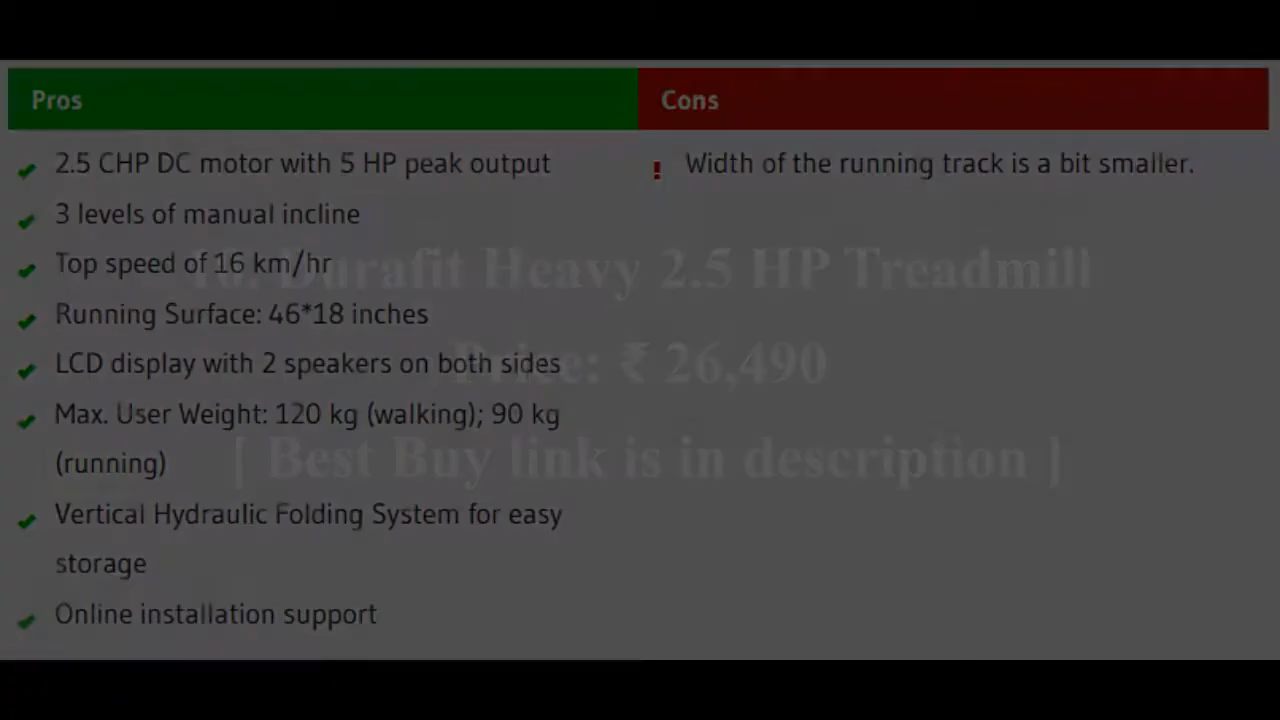 Pros
Cons
2.5 CHP DC motor with 5 HP peak output
3 levels of manual incline
Top speed of 16 km/hr
Running Surface: 46*18 inches
LCD display with 2 speakers on both sides
Max. User Weight: 120 kg (walking); 90 kg
(running)
Vertical Hydraulic Folding System for easy
storage
Online installation support
Width of the running track is a bit smaller.
Durafit Heavy 2.5 HP Treadmill
Price: ₹ 26,490
[ Best Buy link is in description ]